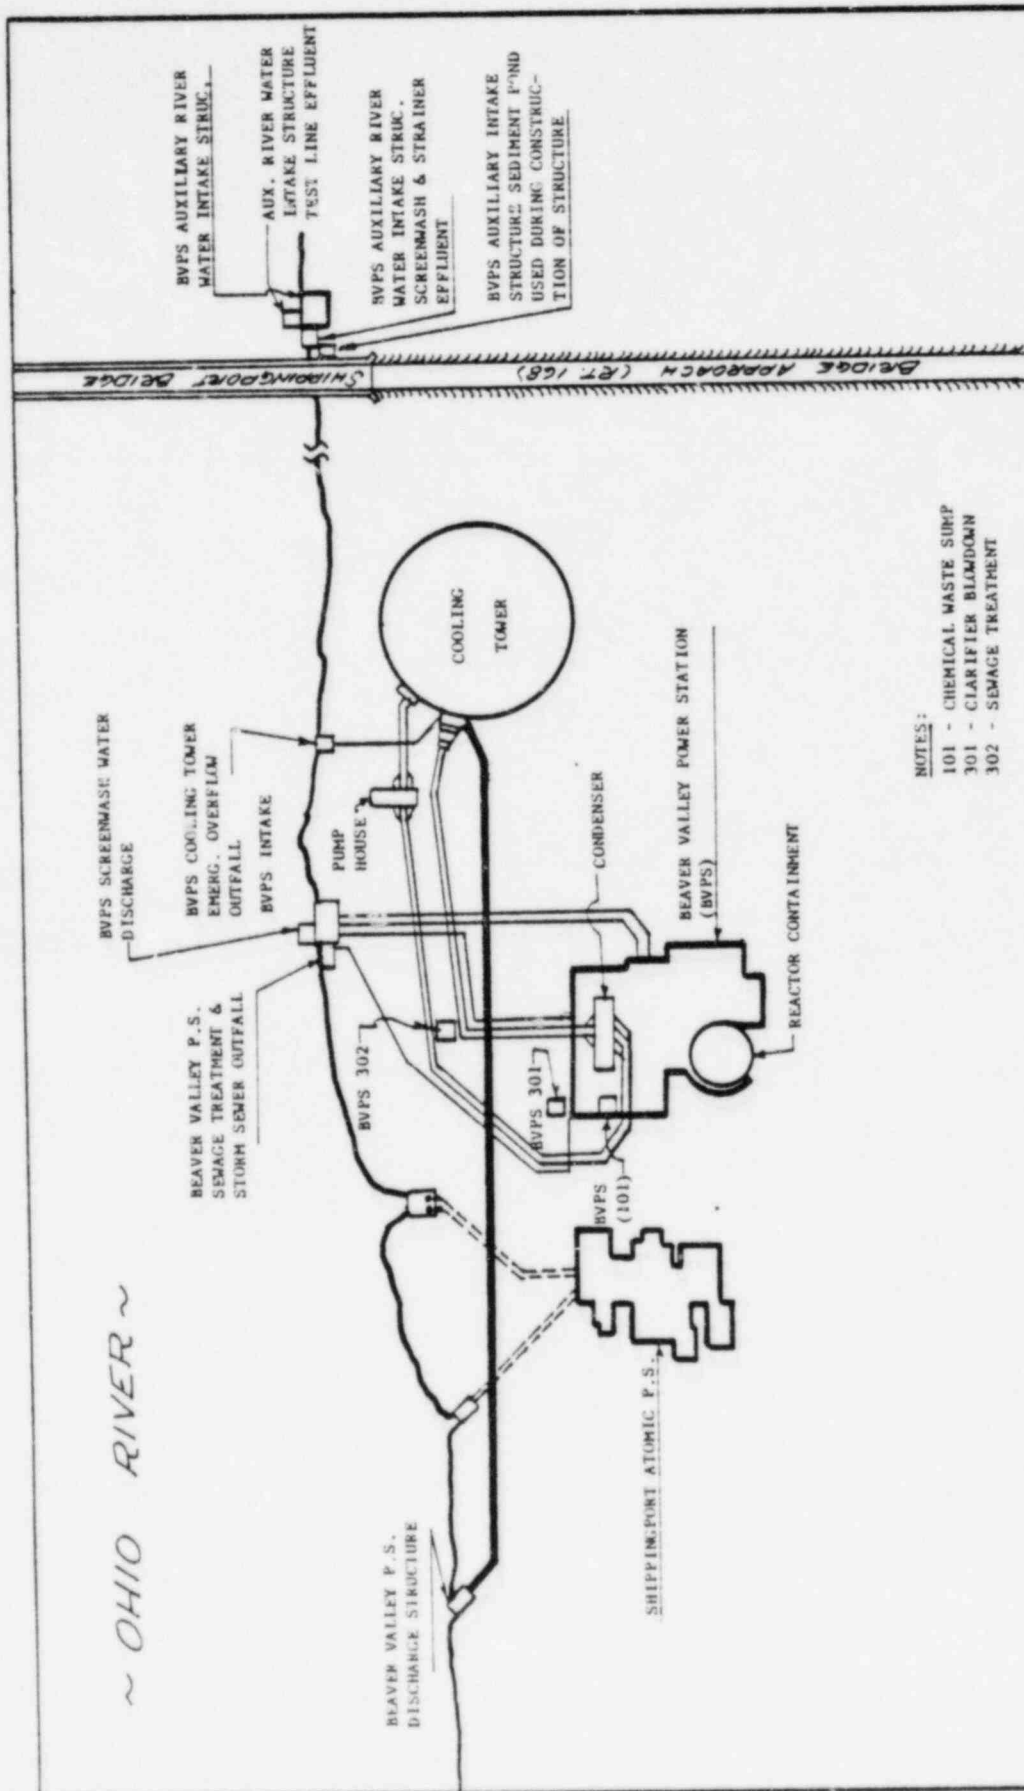 ~ OHIO RIVER ~
BVPS AUXILIARY RIVER
WATER INTAKE STRUC.
AUX. RIVER WATER
INTAKE STRUCTURE
TEST LINE EFFLUENT
BVPS AUXILIARY RIVER
WATER INTAKE STRUC.
SCREENWASH & STRAINER
EFFLUENT
BVPS AUXILIARY INTAKE
STRUCTURE SEDIMENT POND
USED DURING CONSTRUC-
TION OF STRUCTURE
SHIPPINGPORT BRIDGE
BRIDGE APPROACH (RT. 168)
BVPS SCREENWASH WATER
DISCHARGE
BVPS COOLING TOWER
EMERG. OVERFLOW
OUTFALL
BVPS INTAKE
BEAVER VALLEY P.S.
SEWAGE TREATMENT &
STORM SEWER OUTFALL
PUMP
HOUSE
COOLING
TOWER
BVPS 302
BVPS 301
BVPS
(101)
CONDENSER
BEAVER VALLEY POWER STATION
(BVPS)
REACTOR CONTAINMENT
BEAVER VALLEY P.S.
DISCHARGE STRUCTURE
SHIPPINGPORT ATOMIC P.S.
NOTES:
101 - CHEMICAL WASTE SUMP
301 - CLARIFIER BLOWDOWN
302 - SEWAGE TREATMENT